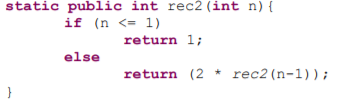 static public int rec2(int n){
if (n <= 1)
return 1;
else
return (2 * rec2(n-1));
}